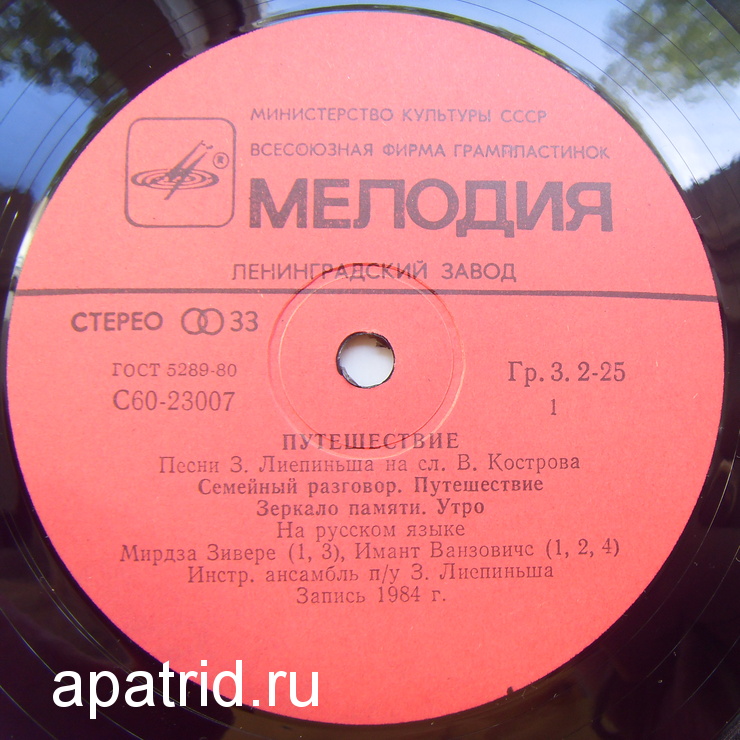 МИНИСТЕРСТВО КУЛЬТУРЫ СССР
ВСЕСОЮЗНАЯ ФИРМА ГРАМПЛАСТИНОК
®
МЕЛОДИЯ
ЛЕНИНГРАДСКИЙ ЗАВОД
СТЕРЕО 33
ГОСТ 5289-80
Гр. 3. 2-25
С60-23007
1
ПУТЕШЕСТВИЕ
Песни З. Лиепиньша на сл. В. Кострова
Семейный разговор. Путешествие
Зеркало памяти. Утро
На русском языке
Мирдза Зивере (1, 3), Имант Ванзовичс (1, 2, 4)
Инстр. ансамбль п/у З. Лиепиньша
Запись 1984 г.
apatrid.ru